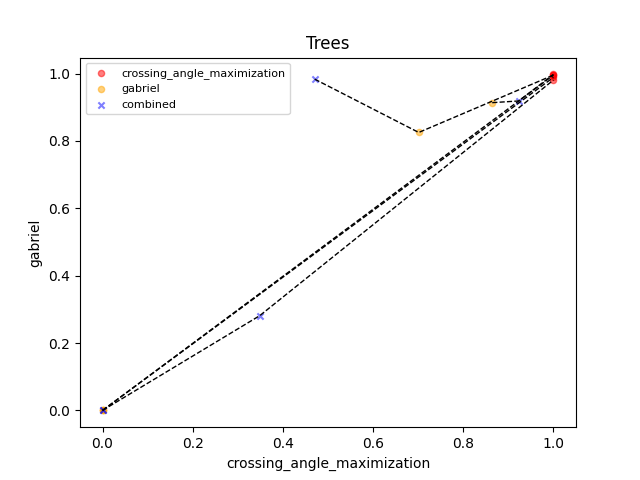 Trees
crossing_angle_maximization
gabriel
combined
1.0
0.8
0.6
0.4
0.2
0.0
gabriel
0.0 0.2 0.4 0.6 0.8 1.0
crossing_angle_maximization